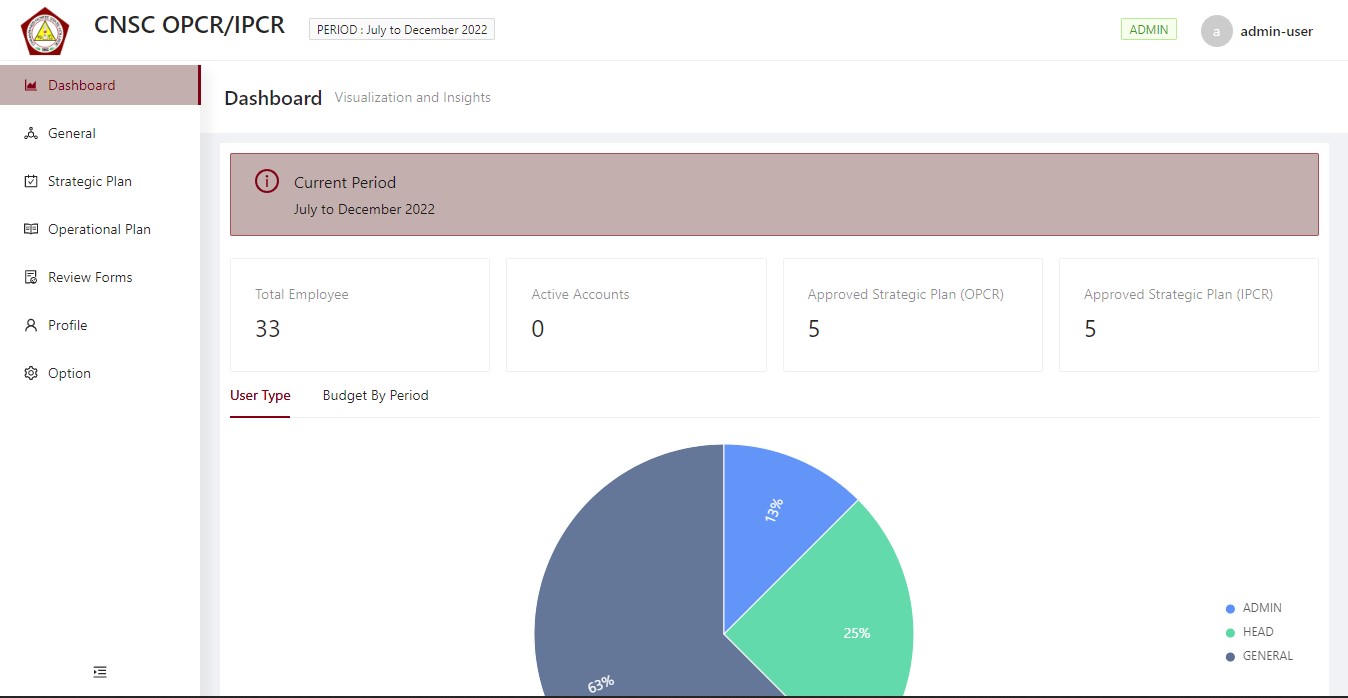 CNSC OPCR/IPCR
PERIOD : July to December 2022
ADMIN
a
admin-user
Dashboard
General
Strategic Plan
Operational Plan
Review Forms
Profile
Option
Dashboard Visualization and Insights
Current Period
July to December 2022
Total Employee
33
Active Accounts
0
Approved Strategic Plan (OPCR)
5
Approved Strategic Plan (IPCR)
5
User Type
Budget By Period
13%
25%
63%
ADMIN
HEAD
GENERAL